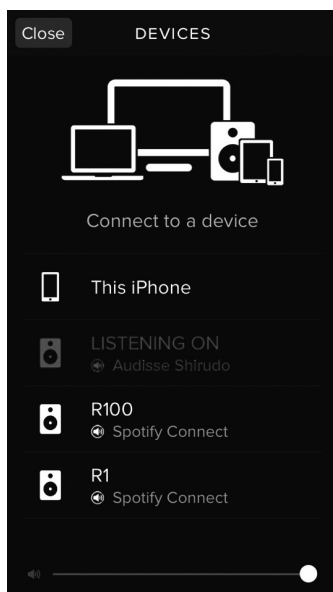 Close
DEVICES
Connect to a device
This iPhone
LISTENING ON
Audisse Shirudo
R100
Spotify Connect
R1
Spotify Connect